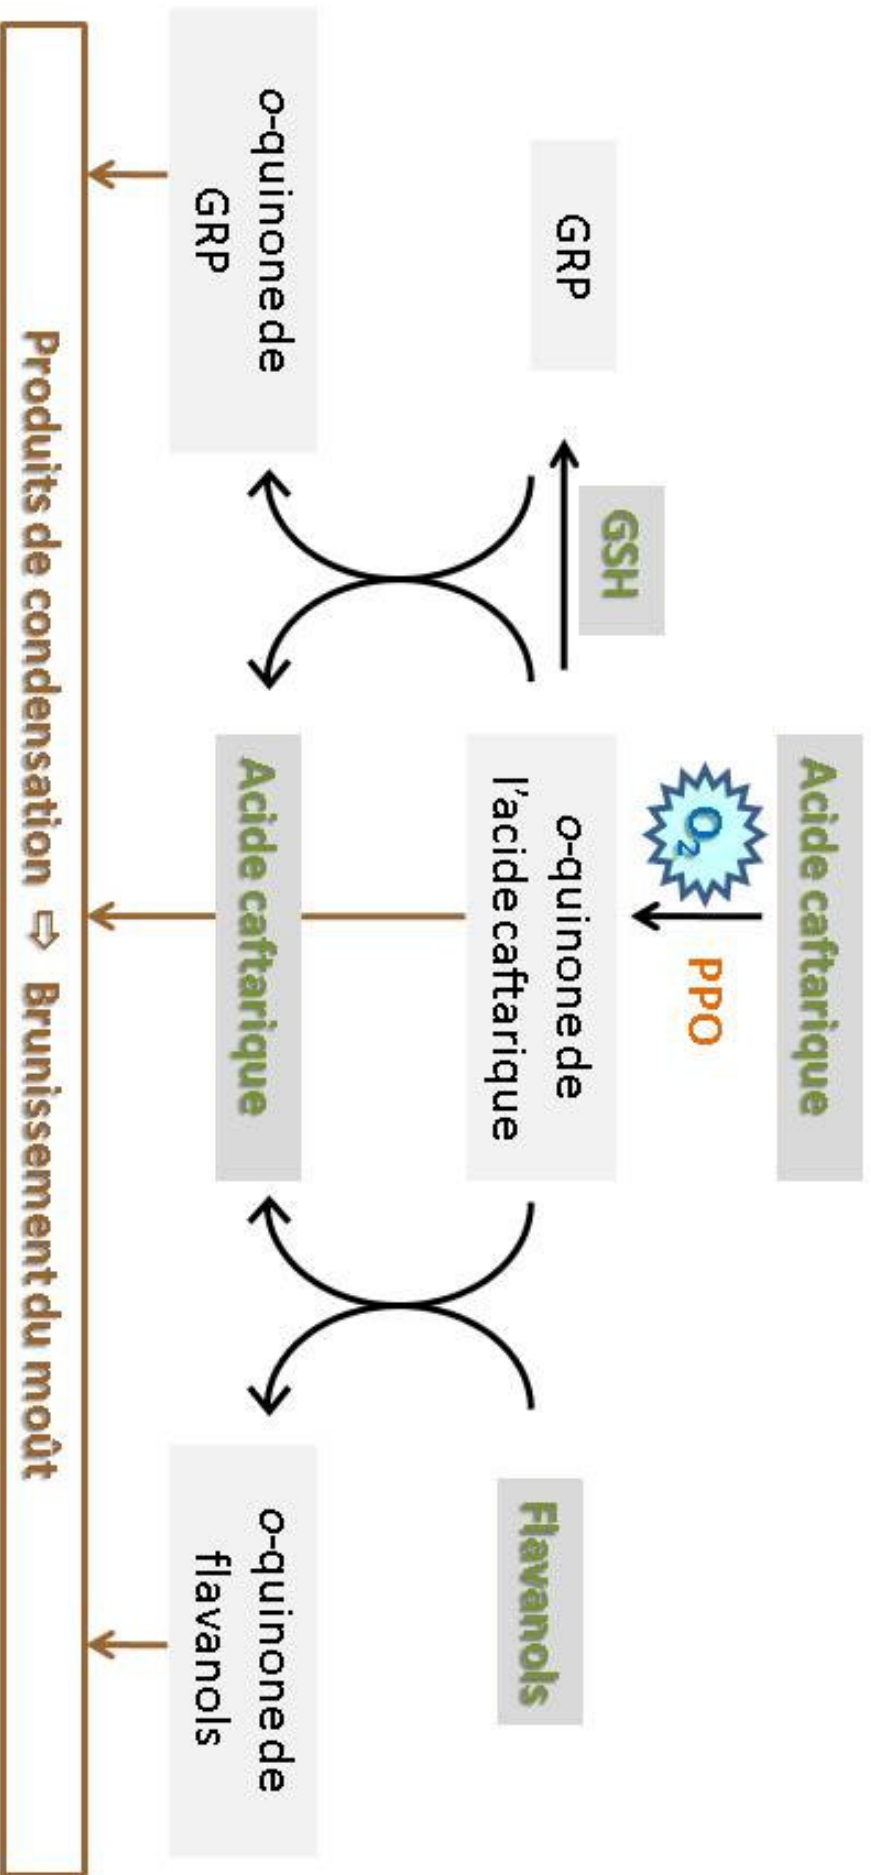 Acide caftarique
O₂
PPO
GSH
GRP
o-quinone de
l'acide caftarique
Flavanols
o-quinone de
GRP
Acide caftarique
o-quinone de
flavanols
Produits de condensation ⇨ Brunissement du moût